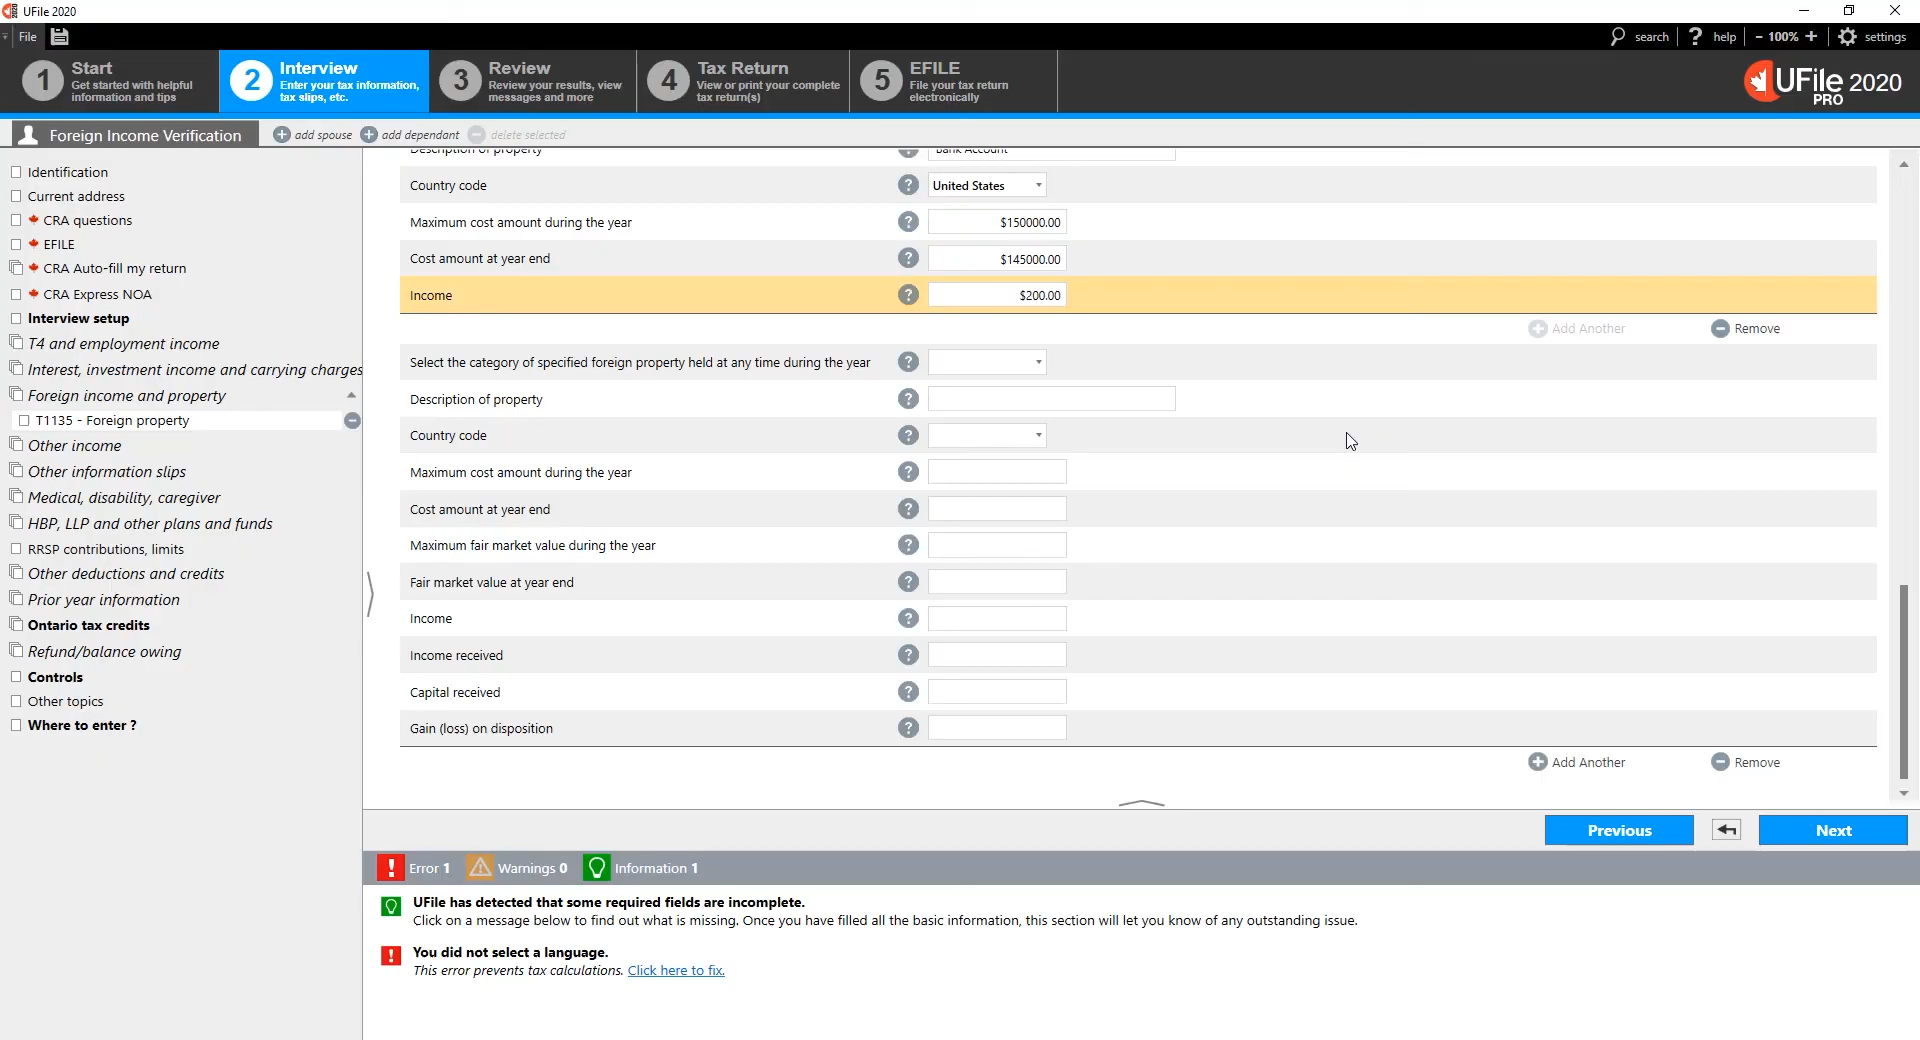 UFile 2020
File
search
help
100%
settings
1
Start
Get started with helpful
information and tips
2
Interview
Enter your tax information,
tax slips, etc.
3
Review
Review your results, view
messages and more
4
Tax Return
View or print your complete
tax return(s)
5
EFILE
File your tax return
electronically
UFile 2020
PRO
Foreign Income Verification
add spouse
add dependant
delete selected
Identification
Current address
CRA questions
EFILE
CRA Auto-fill my return
CRA Express NOA
Interview setup
T4 and employment income
Interest, investment income and carrying charges
Foreign income and property
T1135 - Foreign property
Other income
Other information slips
Medical, disability, caregiver
HBP, LLP and other plans and funds
RRSP contributions, limits
Other deductions and credits
Prior year information
Ontario tax credits
Refund/balance owing
Controls
Other topics
Where to enter ?
Description of property ? Bank Account
Country code ? United States
Maximum cost amount during the year ? $150000.00
Cost amount at year end ? $145000.00
Income ? $200.00
Add Another Remove
Select the category of specified foreign property held at any time during the year ?
Description of property ?
Country code ?
Maximum cost amount during the year ?
Cost amount at year end ?
Maximum fair market value during the year ?
Fair market value at year end ?
Income ?
Income received ?
Capital received ?
Gain (loss) on disposition ?
Add Another Remove
Previous
Next
Error 1 Warnings 0 Information 1
UFile has detected that some required fields are incomplete.
Click on a message below to find out what is missing. Once you have filled all the basic information, this section will let you know of any outstanding issue.
You did not select a language.
This error prevents tax calculations. Click here to fix.